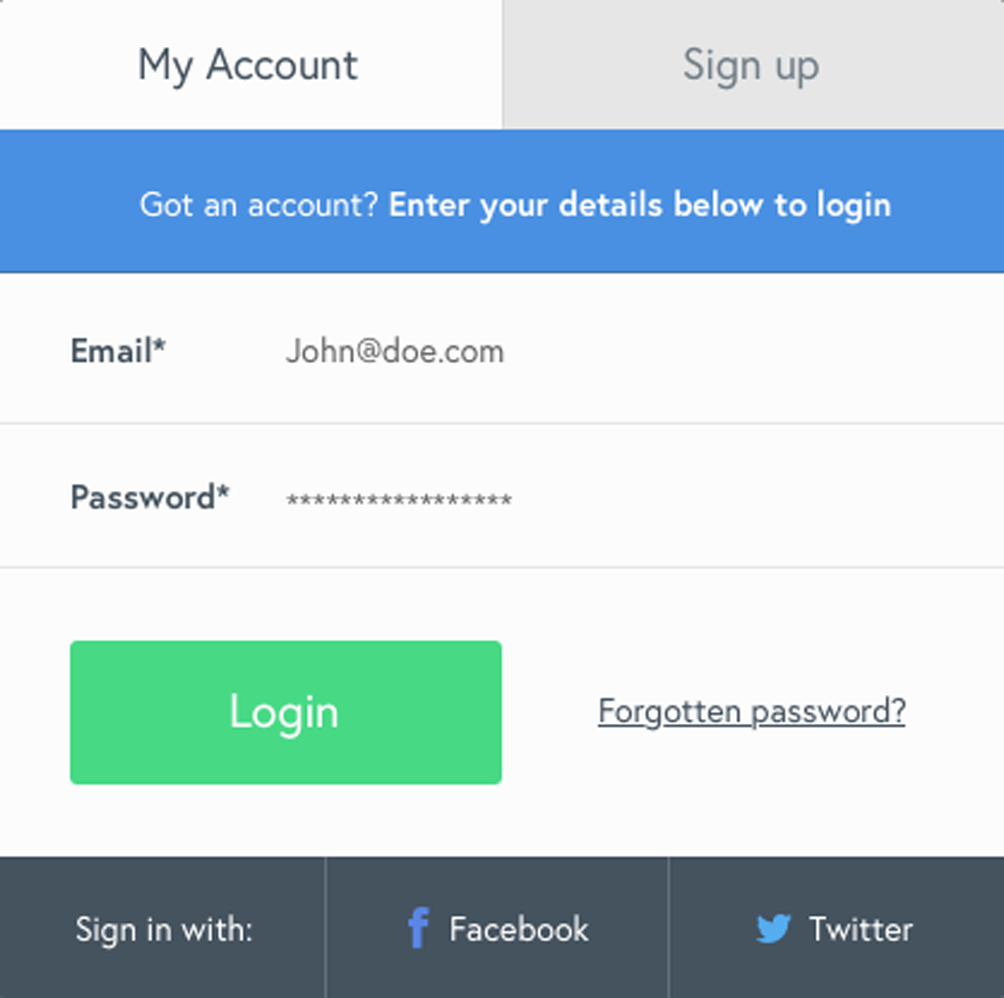 My Account
Sign up
Got an account? Enter your details below to login
Email* John@doe.com
Password* *****************
Login
Forgotten password?
Sign in with: Facebook Twitter